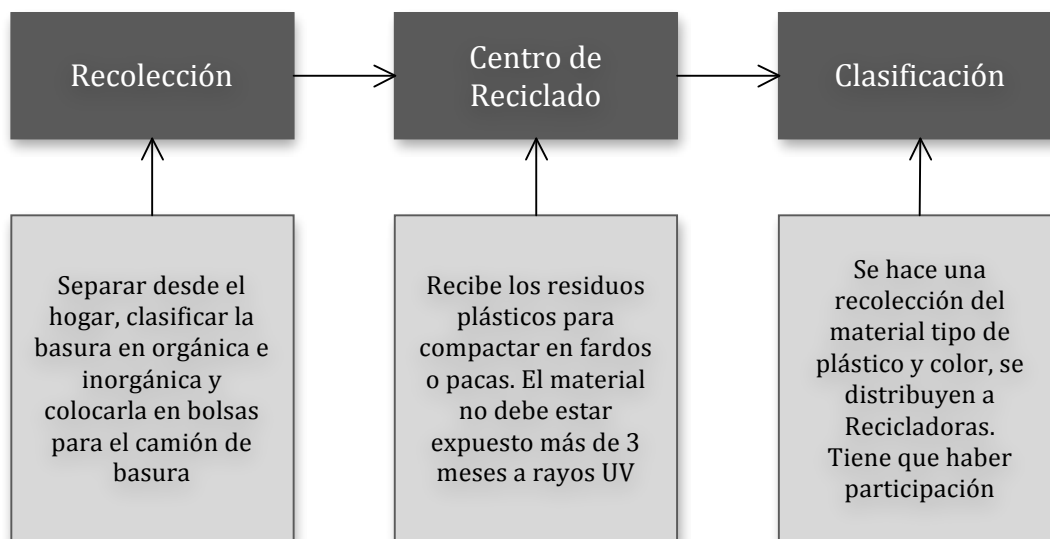 Recolección
Centro de
Reciclado
Clasificación
Separar desde el
hogar, clasificar la
basura en orgánica e
inorgánica y
colocarla en bolsas
para el camión de
basura
Recibe los residuos
plásticos para
compactar en fardos
o pacas. El material
no debe estar
expuesto más de 3
meses a rayos UV
Se hace una
recolección del
material tipo de
plástico y color, se
distribuyen a
Recicladoras.
Tiene que haber
participación